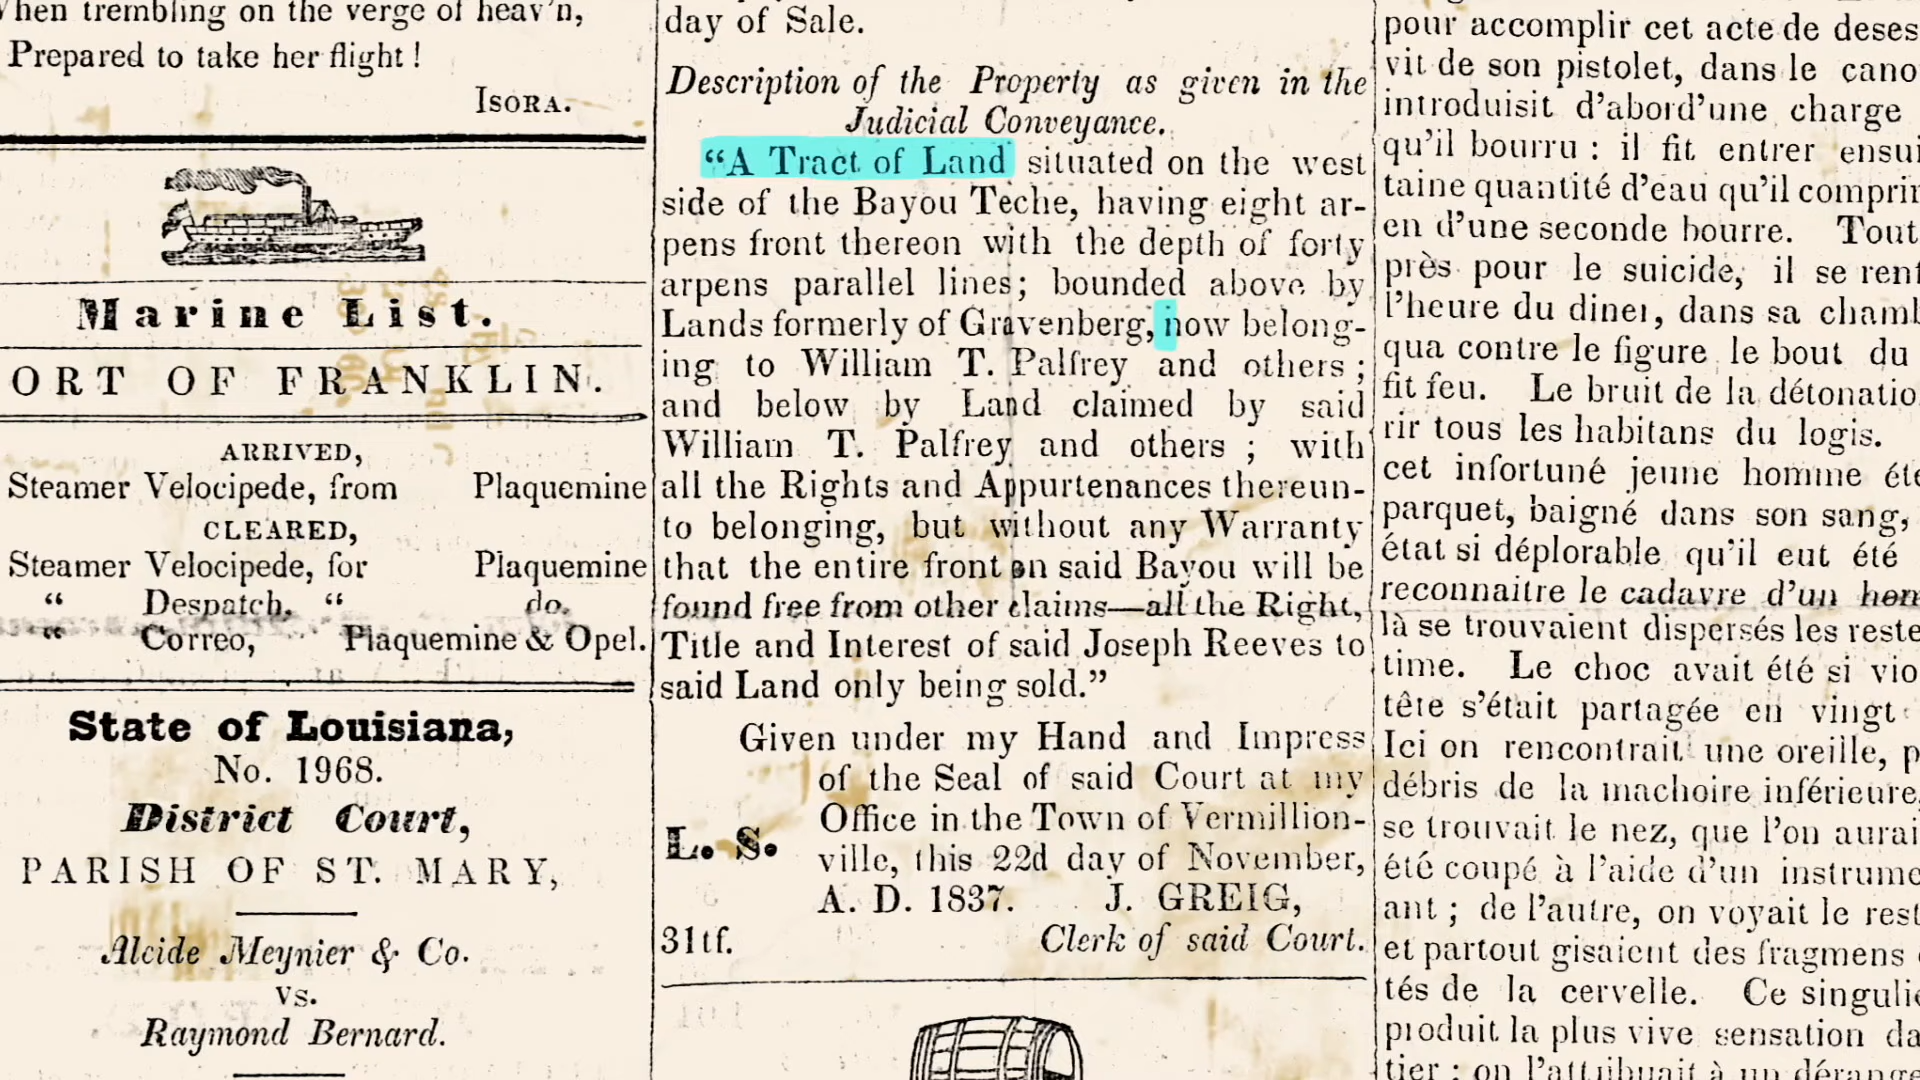 When trembling on the verge of heav'n,
Prepared to take her flight!
ISORA.
Marine List.
ORT OF FRANKLIN.
ARRIVED,
Steamer Velocipede, from Plaquemine
CLEARED,
Steamer Velocipede, for Plaquemine
“ Despatch, “ do.
“ Correo, Plaquemine & Opel.
State of Louisiana,
No. 1968.
District Court,
PARISH OF ST. MARY,
Alcide Meynier & Co.
vs.
Raymond Bernard.
day of Sale.
Description of the Property as given in the
Judicial Conveyance.
“A Tract of Land situated on the west
side of the Bayou Teche, having eight ar-
pens front thereon with the depth of forty
arpens parallel lines; bounded above by
Lands formerly of Gravenberg, now belong-
ing to William T. Palfrey and others;
and below by Land claimed by said
William T. Palfrey and others; with
all the Rights and Appurtenances thereun-
to belonging, but without any Warranty
that the entire front on said Bayou will be
found free from other claims—all the Right,
Title and Interest of said Joseph Reeves to
said Land only being sold.”
Given under my Hand and Impress
of the Seal of said Court at my
Office in the Town of Vermillion-
L. S.
ville, this 22d day of November,
A. D. 1837. J. GREIG,
31tf. Clerk of said Court.
pour accomplir cet acte de deses
vit de son pistolet, dans le cano
introduisit d'abord'une charge
qu'il bourru : il fit entrer ensui
taine quantité d'eau qu'il comprin
en d'une seconde bourre. Tout
près pour le suicide, il se renf
l'heure du diner, dans sa chamb
qua contre le figure le bout du
fit feu. Le bruit de la détonatio
rir tous les habitans du logis.
cet infortuné jeune homme éte
parquet, baigné dans son sang,
état si déplorable qu'il eut été
reconnaitre le cadavre d'un hom
là se trouvaient dispersés les reste
time. Le choc avait été si vio
tête s'était partagée en vingt
Ici on rencontrait une oreille, p
débris de la machoire inférieure,
se trouvait le nez, que l'on aurai
été coupé à l'aide d'un instrume
ant ; de l'autre, on voyait le rest
et partout gisaient des fragmens
tés de la cervelle. Ce singulie
produit la plus vive sensation da
tier : on l'attribuait à un dérange